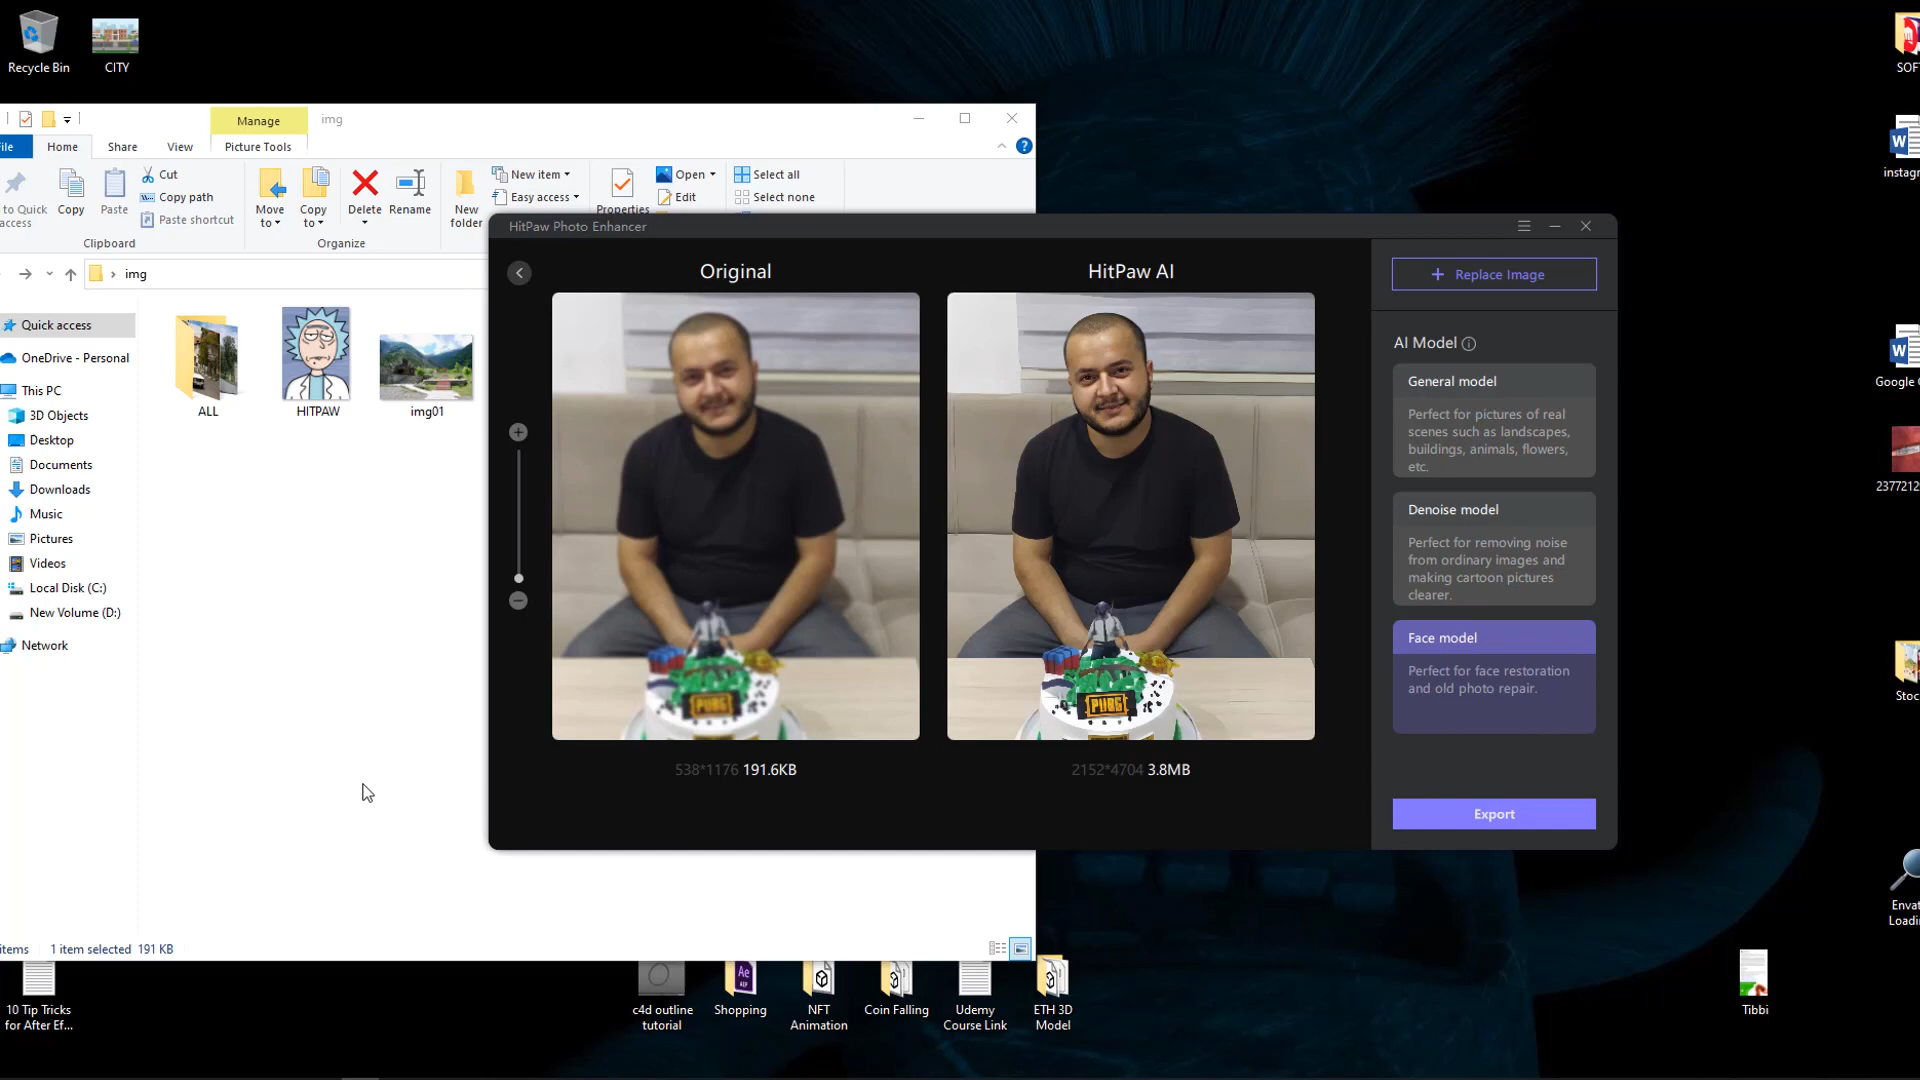 Recycle Bin
CITY
Manage
img
File
Home
Share
View
Picture Tools
to Quick
access
Copy
Paste
Cut
Copy path
Paste shortcut
Clipboard
Move
to
Copy
to
Delete
Rename
Organize
New
folder
New item
Easy access
Properties
Open
Edit
Select all
Select none
img
Quick access
OneDrive - Personal
This PC
3D Objects
Desktop
Documents
Downloads
Music
Pictures
Videos
Local Disk (C:)
New Volume (D:)
Network
ALL
HITPAW
img01
items
1 item selected 191 KB
HitPaw Photo Enhancer
Original
HitPaw AI
PUBG
PUBG
538*1176 191.6KB
2152*4704 3.8MB
+ Replace Image
AI Model
General model
Perfect for pictures of real
scenes such as landscapes,
buildings, animals, flowers,
etc.
Denoise model
Perfect for removing noise
from ordinary images and
making cartoon pictures
clearer.
Face model
Perfect for face restoration
and old photo repair.
Export
SOF
instagr
Google
2377212
Stoc
Envat
Loadi
Tibbi
10 Tip Tricks
for After Ef...
c4d outline
tutorial
Ae
Shopping
NFT
Animation
Coin Falling
Udemy
Course Link
ETH 3D
Model